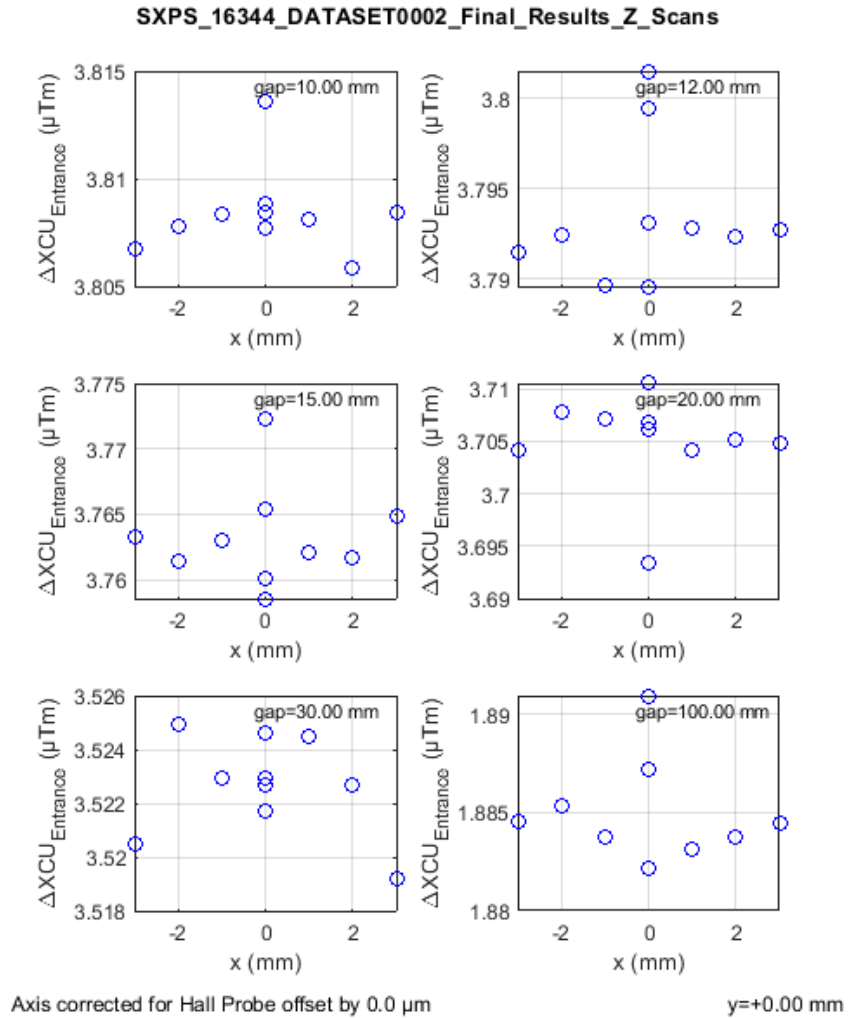 SXPS_16344_DATASET0002_Final_Results_Z_Scans
gap=10.00 mm
ΔXCU_Entrance (µTm)
3.815
3.81
3.805
-2 0 2
x (mm)
gap=12.00 mm
ΔXCU_Entrance (µTm)
3.8
3.795
3.79
-2 0 2
x (mm)
gap=15.00 mm
ΔXCU_Entrance (µTm)
3.775
3.77
3.765
3.76
-2 0 2
x (mm)
gap=20.00 mm
ΔXCU_Entrance (µTm)
3.71
3.705
3.7
3.695
3.69
-2 0 2
x (mm)
gap=30.00 mm
ΔXCU_Entrance (µTm)
3.526
3.524
3.522
3.52
3.518
-2 0 2
x (mm)
gap=100.00 mm
ΔXCU_Entrance (µTm)
1.89
1.885
1.88
-2 0 2
x (mm)
Axis corrected for Hall Probe offset by 0.0 µm
y=+0.00 mm